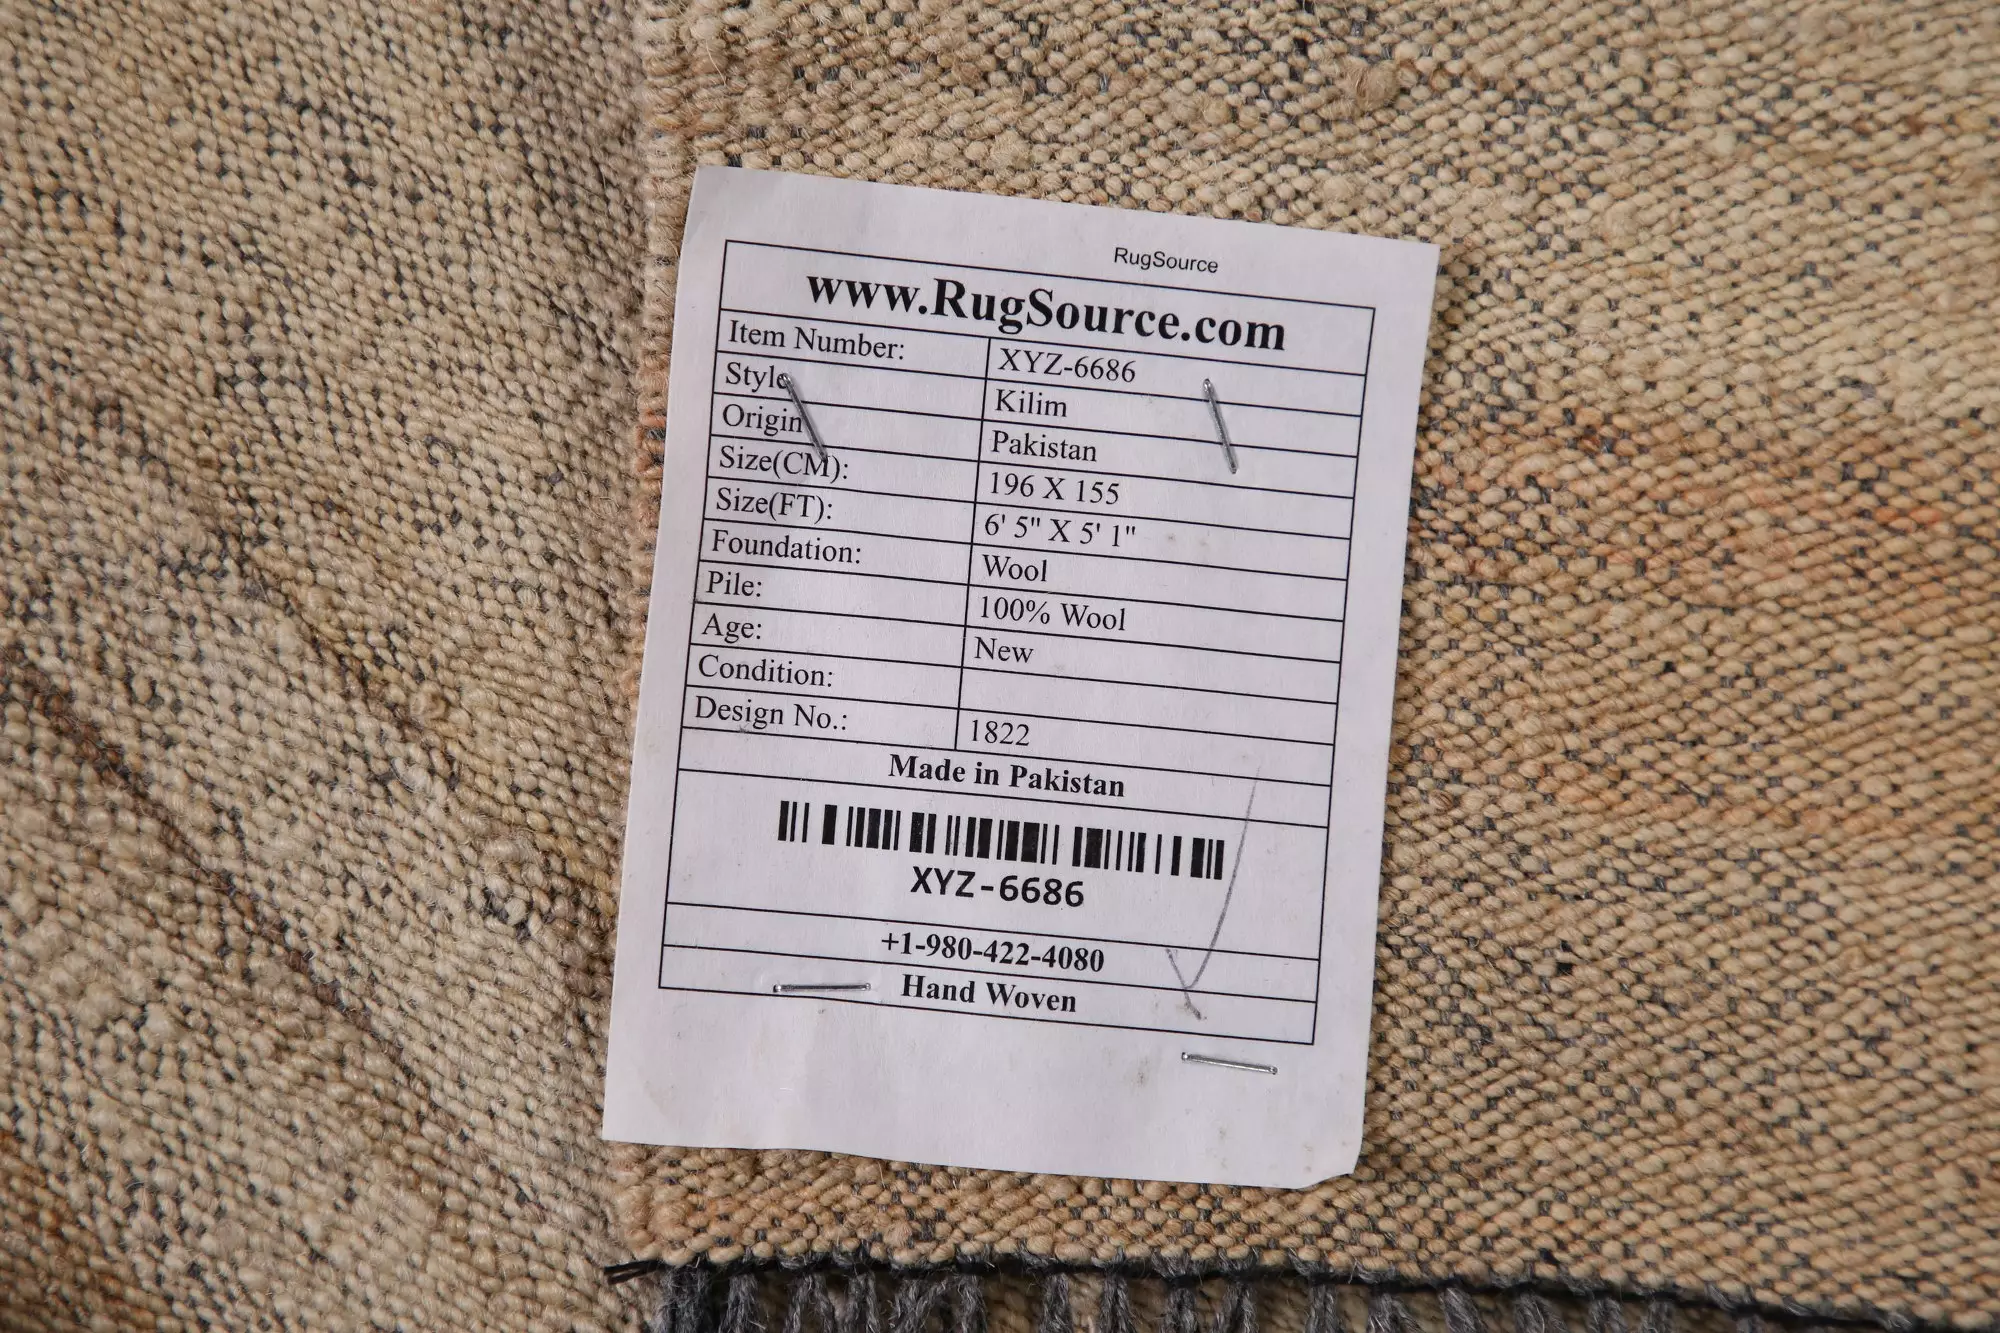 RugSource
www.RugSource.com
Item Number: XYZ-6686
Style Kilim
Origin Pakistan
Size(CM): 196 X 155
Size(FT): 6' 5" X 5' 1"
Foundation: Wool
Pile: 100% Wool
Age: New
Condition:
Design No.: 1822
Made in Pakistan
XYZ-6686
+1-980-422-4080
Hand Woven